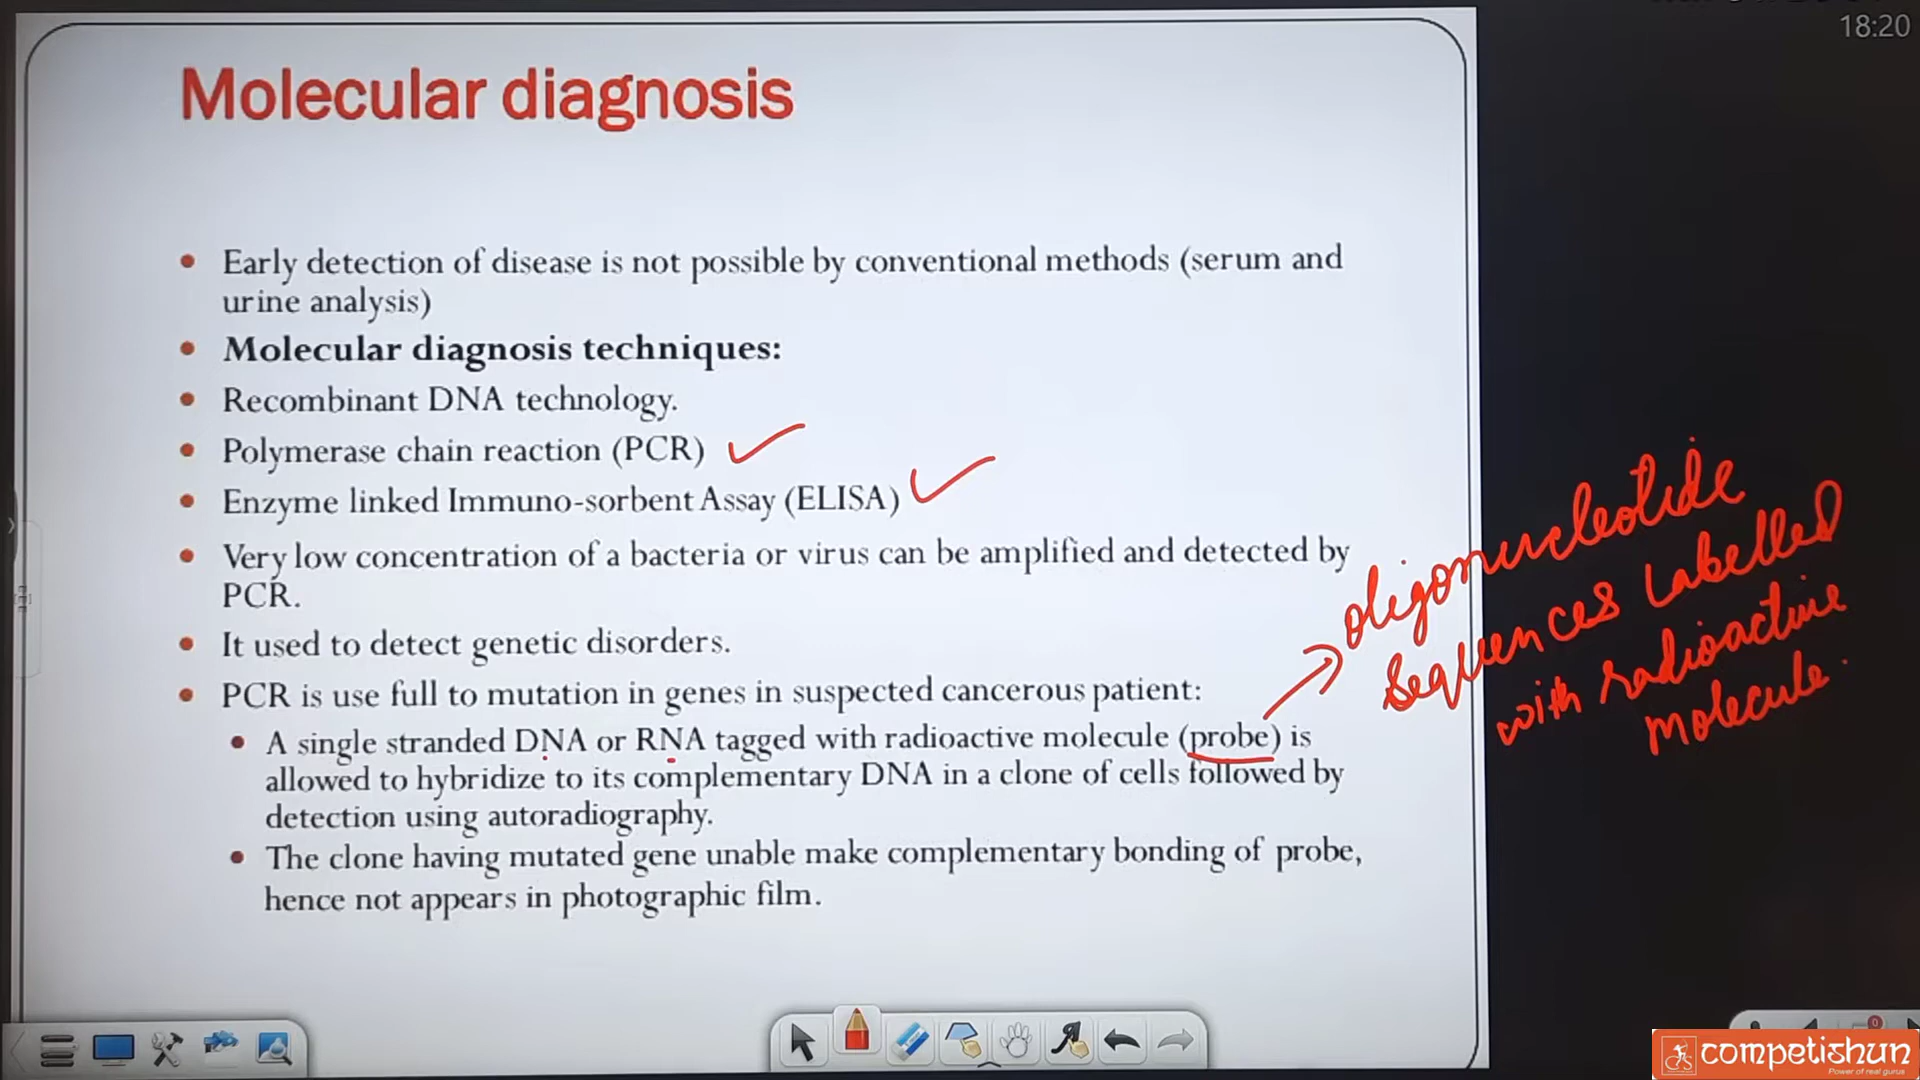 18:20
Molecular diagnosis
• Early detection of disease is not possible by conventional methods (serum and
urine analysis)
• Molecular diagnosis techniques:
• Recombinant DNA technology.
• Polymerase chain reaction (PCR)
• Enzyme linked Immuno-sorbent Assay (ELISA)
• Very low concentration of a bacteria or virus can be amplified and detected by
PCR.
• It used to detect genetic disorders.
• PCR is use full to mutation in genes in suspected cancerous patient:
• A single stranded DNA or RNA tagged with radioactive molecule (probe) is
allowed to hybridize to its complementary DNA in a clone of cells followed by
detection using autoradiography.
• The clone having mutated gene unable make complementary bonding of probe,
hence not appears in photographic film.
oligonucleotide
sequences labelled
with radioactive
molecule.
0
competishun
Power of real gurus